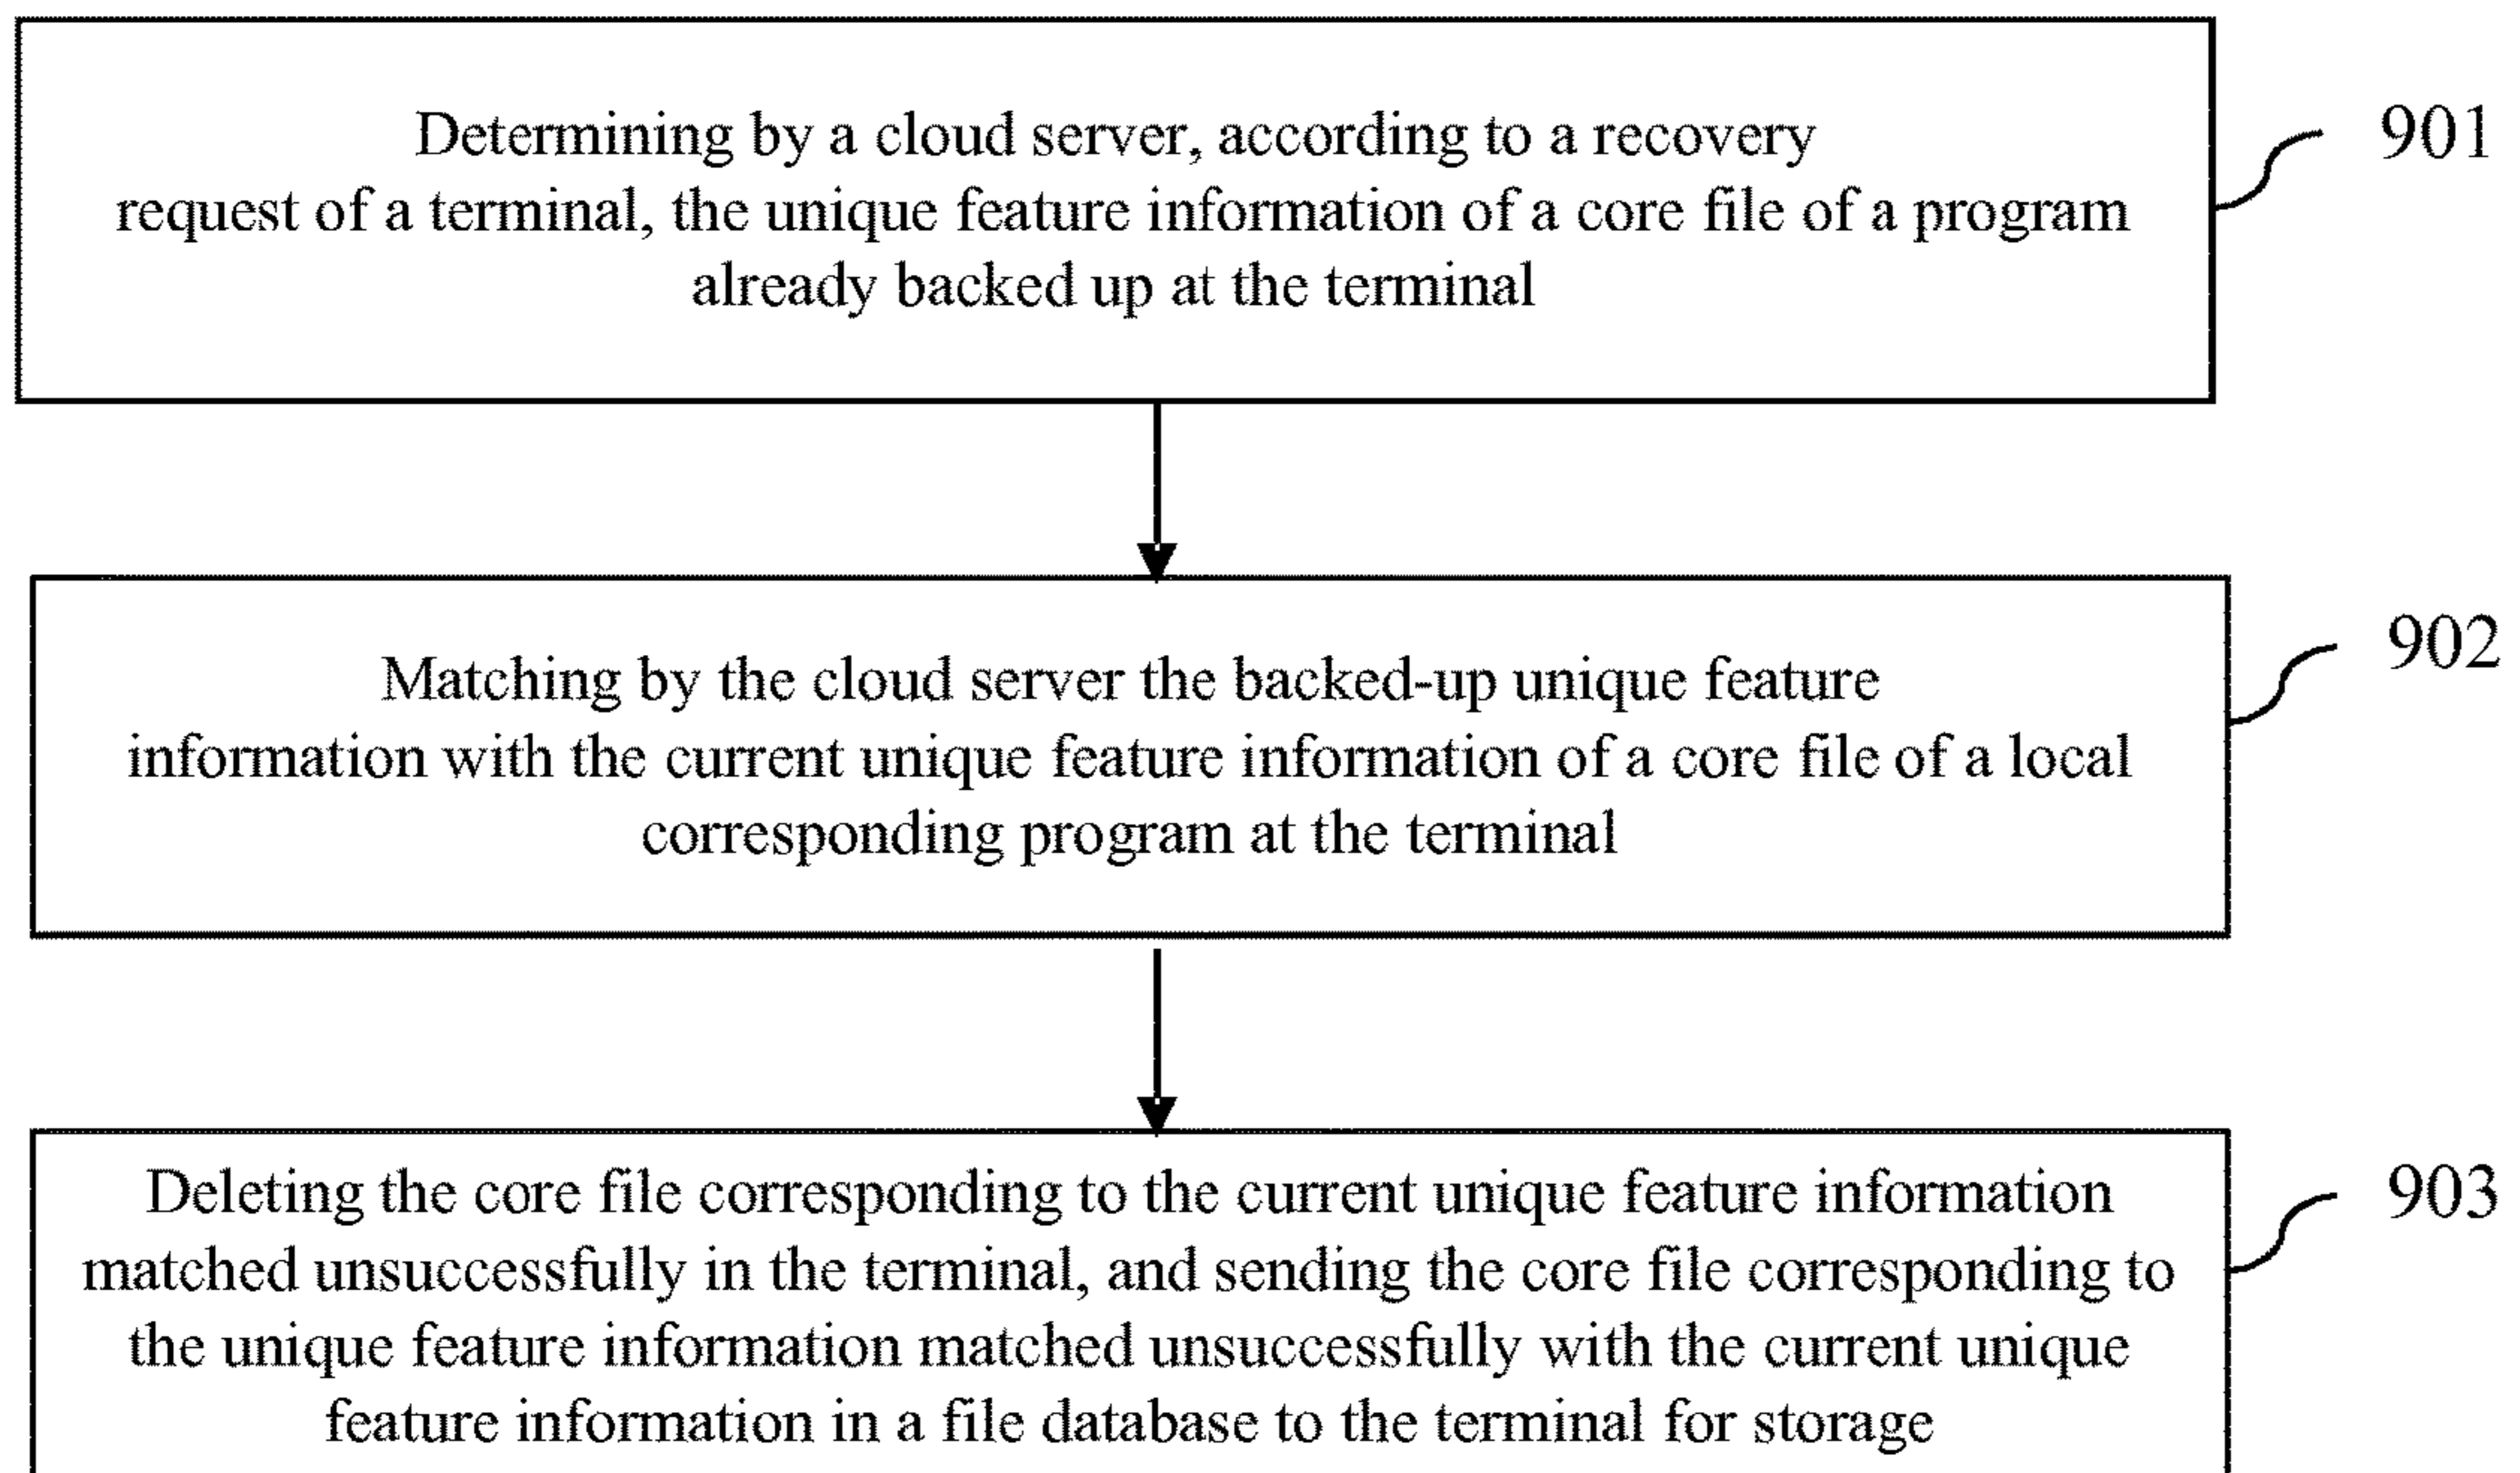 Determining by a cloud server, according to a recovery
request of a terminal, the unique feature information of a core file of a program
already backed up at the terminal
901
Matching by the cloud server the backed-up unique feature
information with the current unique feature information of a core file of a local
corresponding program at the terminal
902
Deleting the core file corresponding to the current unique feature information
matched unsuccessfully in the terminal, and sending the core file corresponding to
the unique feature information matched unsuccessfully with the current unique
feature information in a file database to the terminal for storage
903